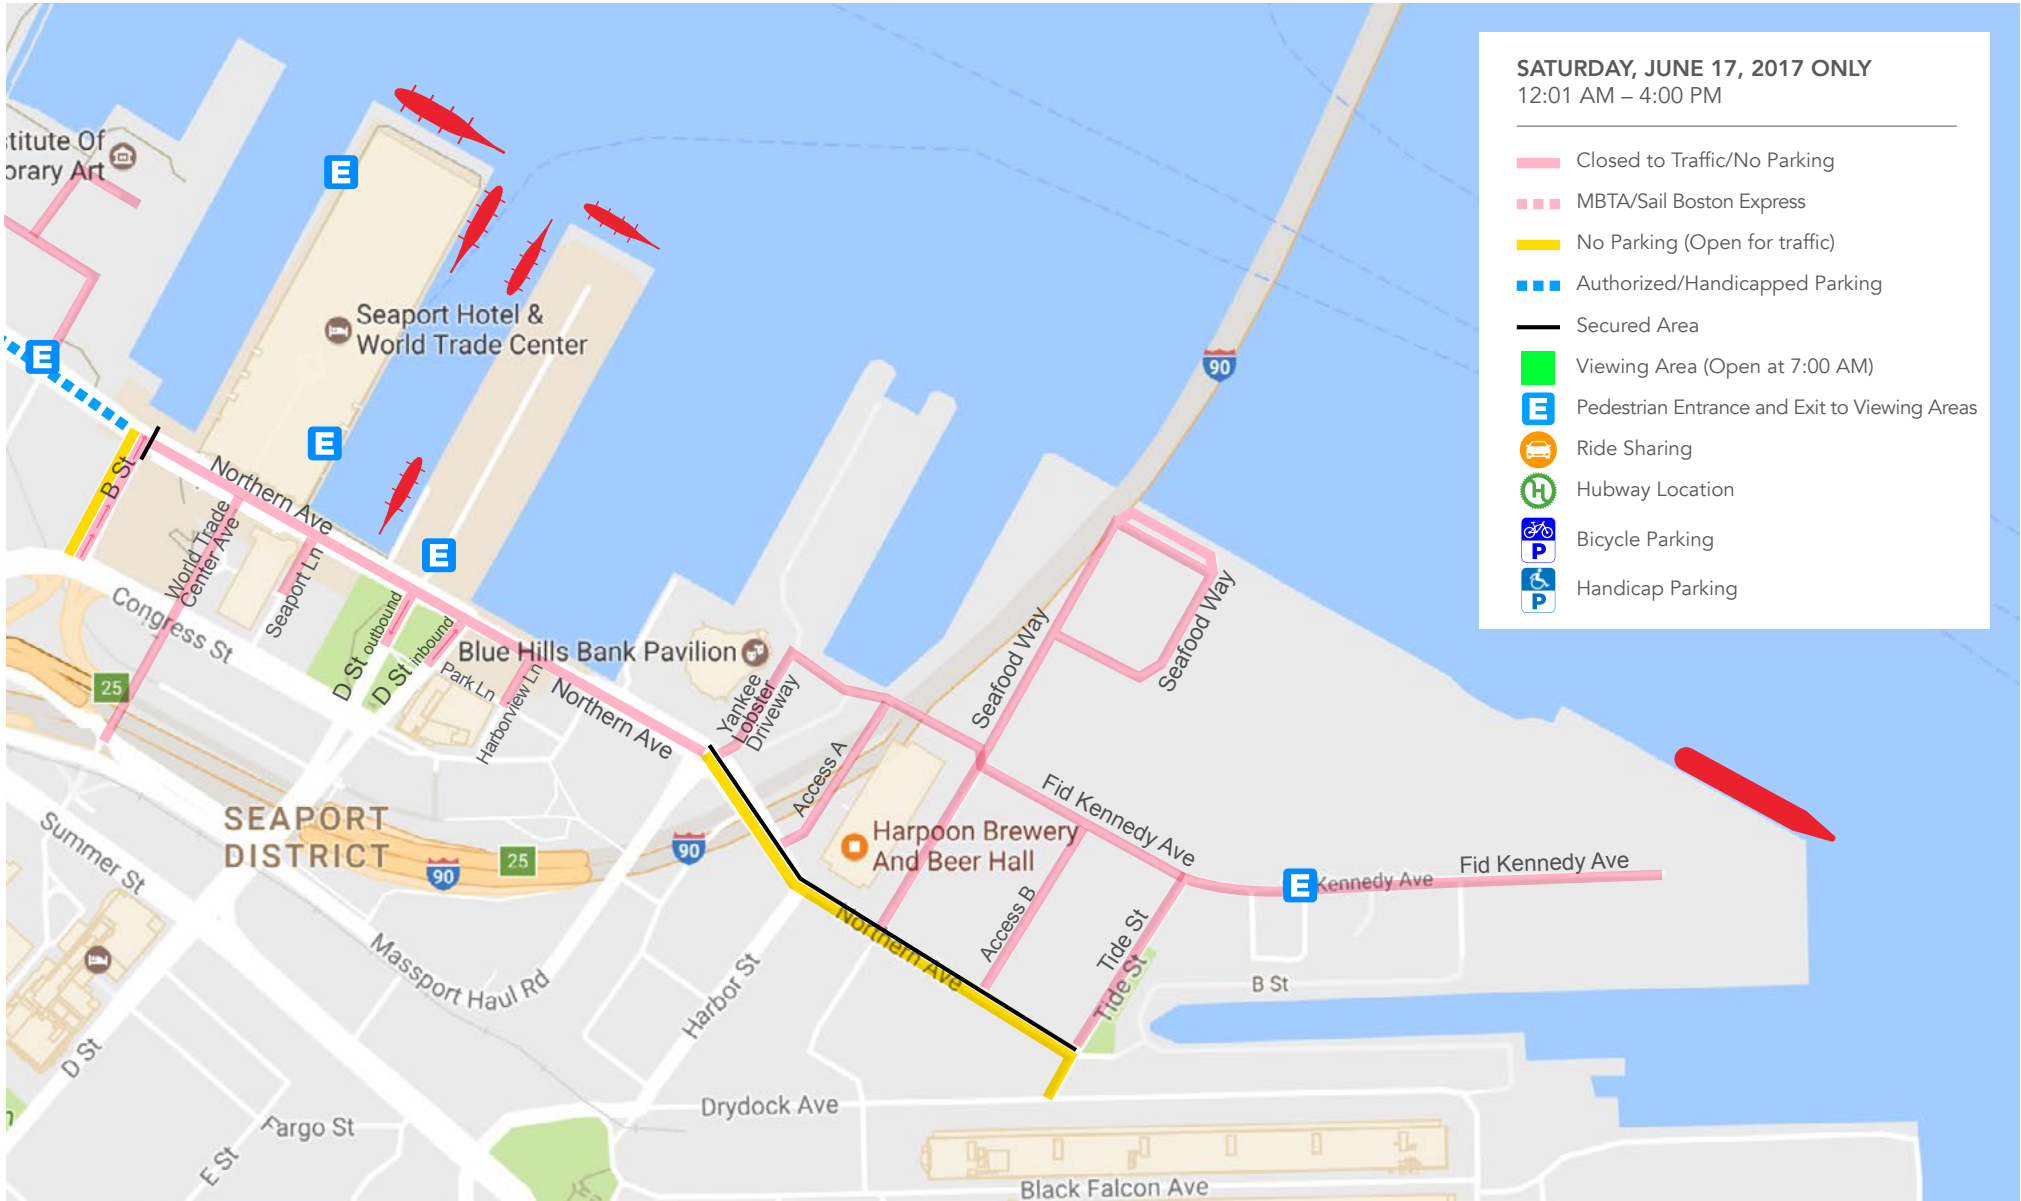 SATURDAY, JUNE 17, 2017 ONLY
12:01 AM – 4:00 PM
Closed to Traffic/No Parking
MBTA/Sail Boston Express
No Parking (Open for traffic)
Authorized/Handicapped Parking
Secured Area
Viewing Area (Open at 7:00 AM)
E
Pedestrian Entrance and Exit to Viewing Areas
Ride Sharing
H
Hubway Location
P
Bicycle Parking
P
Handicap Parking
titute Of
orary Art
E
Seaport Hotel &
World Trade Center
E
90
E
B St
Northern Ave
World Trade
Center Ave
Seaport Ln
E
Congress St
D St outbound
D St inbound
Park Ln
Harborview Ln
Blue Hills Bank Pavilion
Northern Ave
Yankee
Lobster
Driveway
Seafood Way
Seafood Way
25
Access A
SEAPORT
DISTRICT
90
25
90
Harpoon Brewery
And Beer Hall
Fid Kennedy Ave
E
Kennedy Ave
Fid Kennedy Ave
Summer St
Massport Haul Rd
Harbor St
Northern Ave
Access B
Tide St
Tide St
B St
D St
Drydock Ave
Fargo St
E St
Black Falcon Ave
n